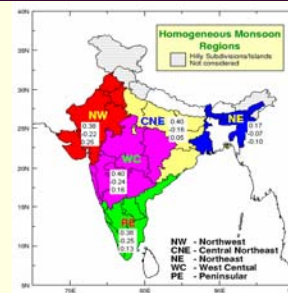 Homogeneous Monsoon
Regions
Hilly Subdivisions/Islands
Not considered
40N
35N
30N
25N
20N
15N
10N
5N
70E
80E
90E
NW
0.38
-0.22
0.25
CNE
0.40
-0.16
0.05
NE
0.17
-0.07
-0.10
WC
0.40
-0.24
0.16
PE
0.38
-0.25
0.13
NW - Northwest
CNE - Central Northeast
NE - Northeast
WC - West Central
PE - Peninsular